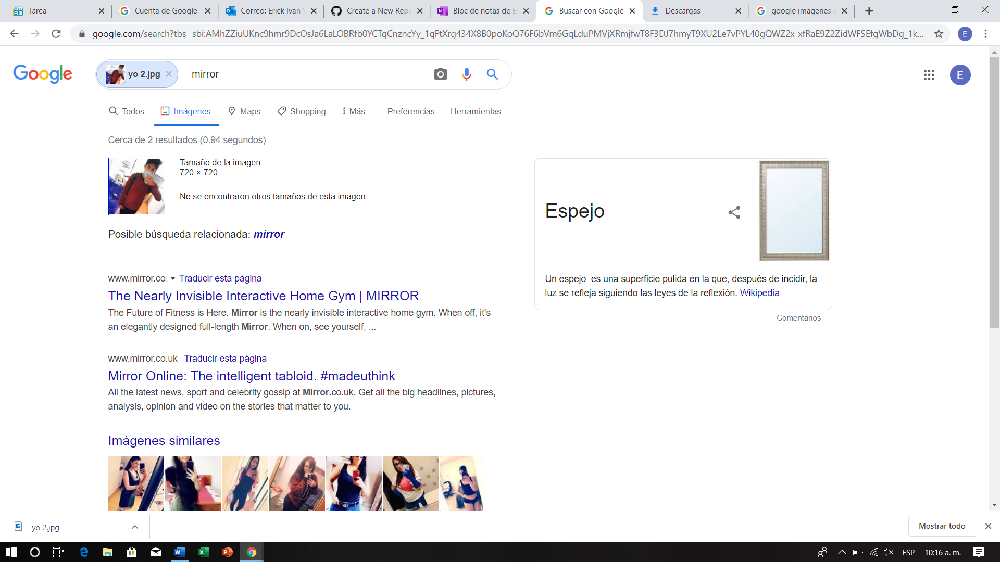 Tarea
Cuenta de Google
Correo: Erick Ivan
Create a New Repo
Bloc de notas de E
Buscar con Google
Descargas
google imagenes
google.com/search?tbs=sbi:AMhZZiuUKnc9hmr9DcOsJa6LaLOBRfb0YCTqCnzncYy_1qFtXrg434X8B0poKoQ76F6bVm6GqLduPMVjXRmjfwT8F3DJ7hmyT9XU2Le7vPYL40gQWZ2x-xfRaE9Z2ZidWFSEfgWbDg_1k...
E
Google
yo 2.jpg
mirror
E
Todos
Imágenes
Maps
Shopping
Más
Preferencias
Herramientas
Cerca de 2 resultados (0.94 segundos)
Tamaño de la imagen:
720 × 720
No se encontraron otros tamaños de esta imagen.
Posible búsqueda relacionada: mirror
www.mirror.co Traducir esta página
The Nearly Invisible Interactive Home Gym | MIRROR
The Future of Fitness is Here. Mirror is the nearly invisible interactive home gym. When off, it's
an elegantly designed full-length Mirror. When on, see yourself, ...
www.mirror.co.uk - Traducir esta página
Mirror Online: The intelligent tabloid. #madeuthink
All the latest news, sport and celebrity gossip at Mirror.co.uk. Get all the big headlines, pictures,
analysis, opinion and video on the stories that matter to you.
Imágenes similares
Espejo
Un espejo es una superficie pulida en la que, después de incidir, la
luz se refleja siguiendo las leyes de la reflexión. Wikipedia
Comentarios
yo 2.jpg
Mostrar todo
ESP
10:16 a. m.